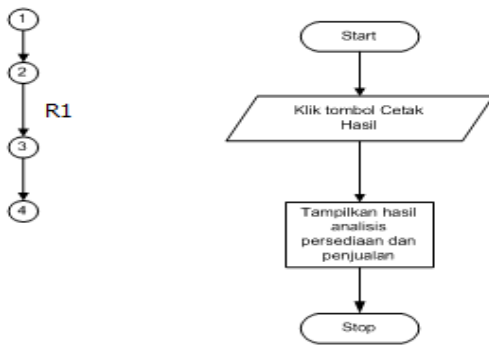 1
2
R1
3
4
Start
Klik tombol Cetak
Hasil
Tampilkan hasil
analisis
persediaan dan
penjualan
Stop